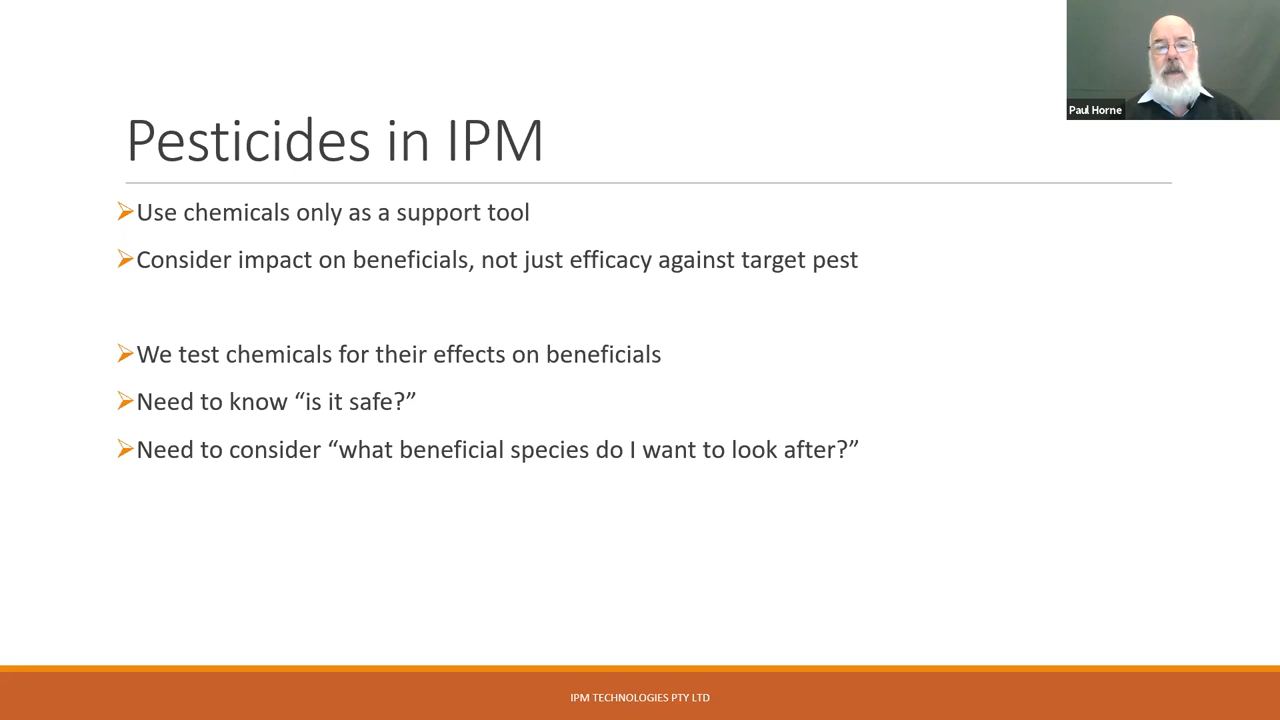 Paul Horne
Pesticides in IPM
Use chemicals only as a support tool
Consider impact on beneficials, not just efficacy against target pest
We test chemicals for their effects on beneficials
Need to know “is it safe?”
Need to consider “what beneficial species do I want to look after?”
IPM TECHNOLOGIES PTY LTD